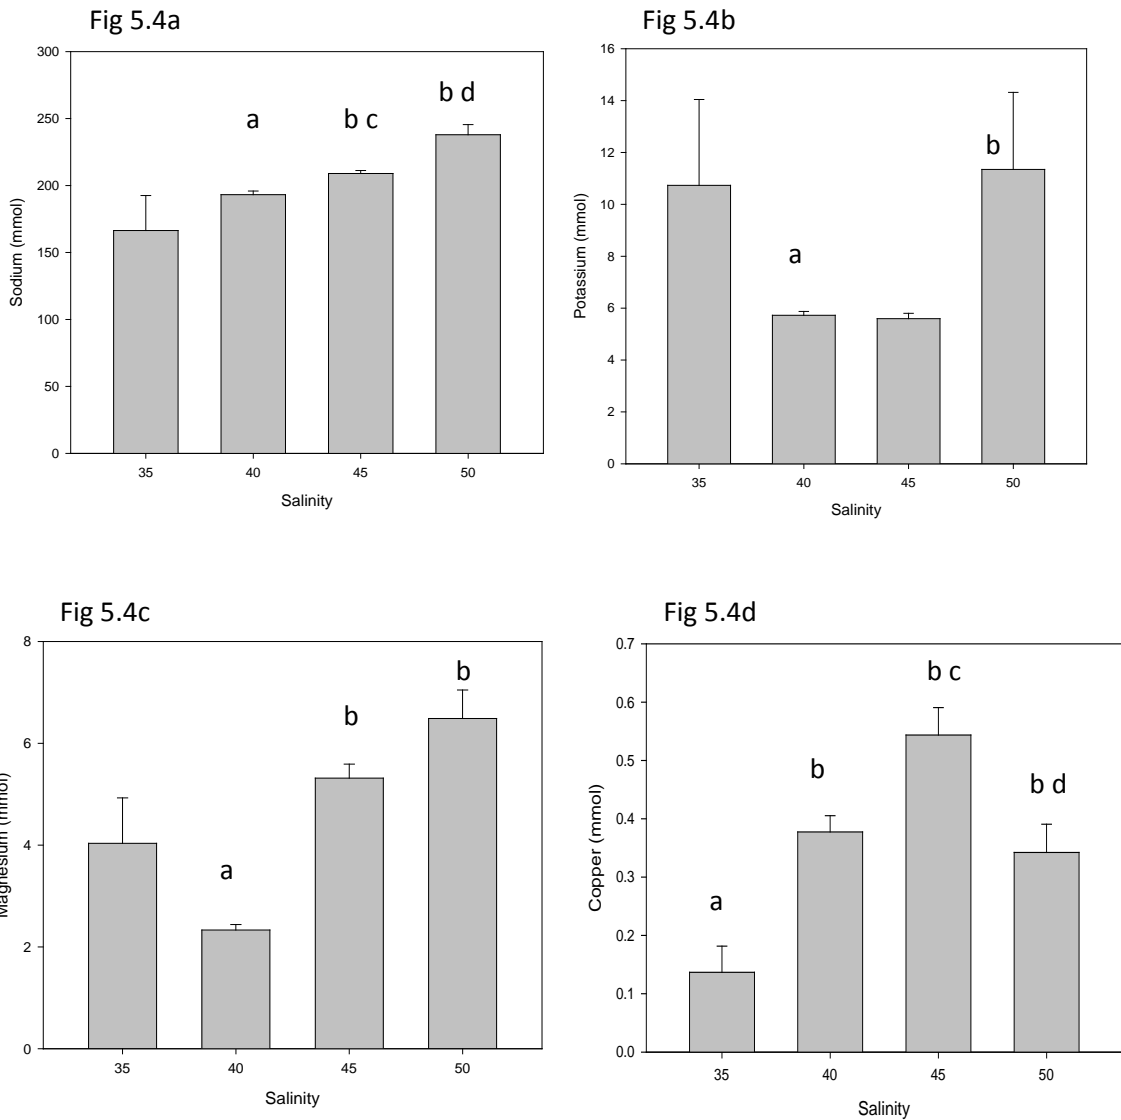 Fig 5.4a
300
250
200
150
100
50
0
Sodium (mmol)
a
b c
b d
35 40 45 50
Salinity
Fig 5.4b
16
14
12
10
8
6
4
2
0
Potassium (mmol)
a
b
35 40 45 50
Salinity
Fig 5.4c
8
6
4
2
0
Magnesium (mmol)
a
b
b
35 40 45 50
Salinity
Fig 5.4d
0.7
0.6
0.5
0.4
0.3
0.2
0.1
0.0
Copper (mmol)
a
b
b c
b d
35 40 45 50
Salinity